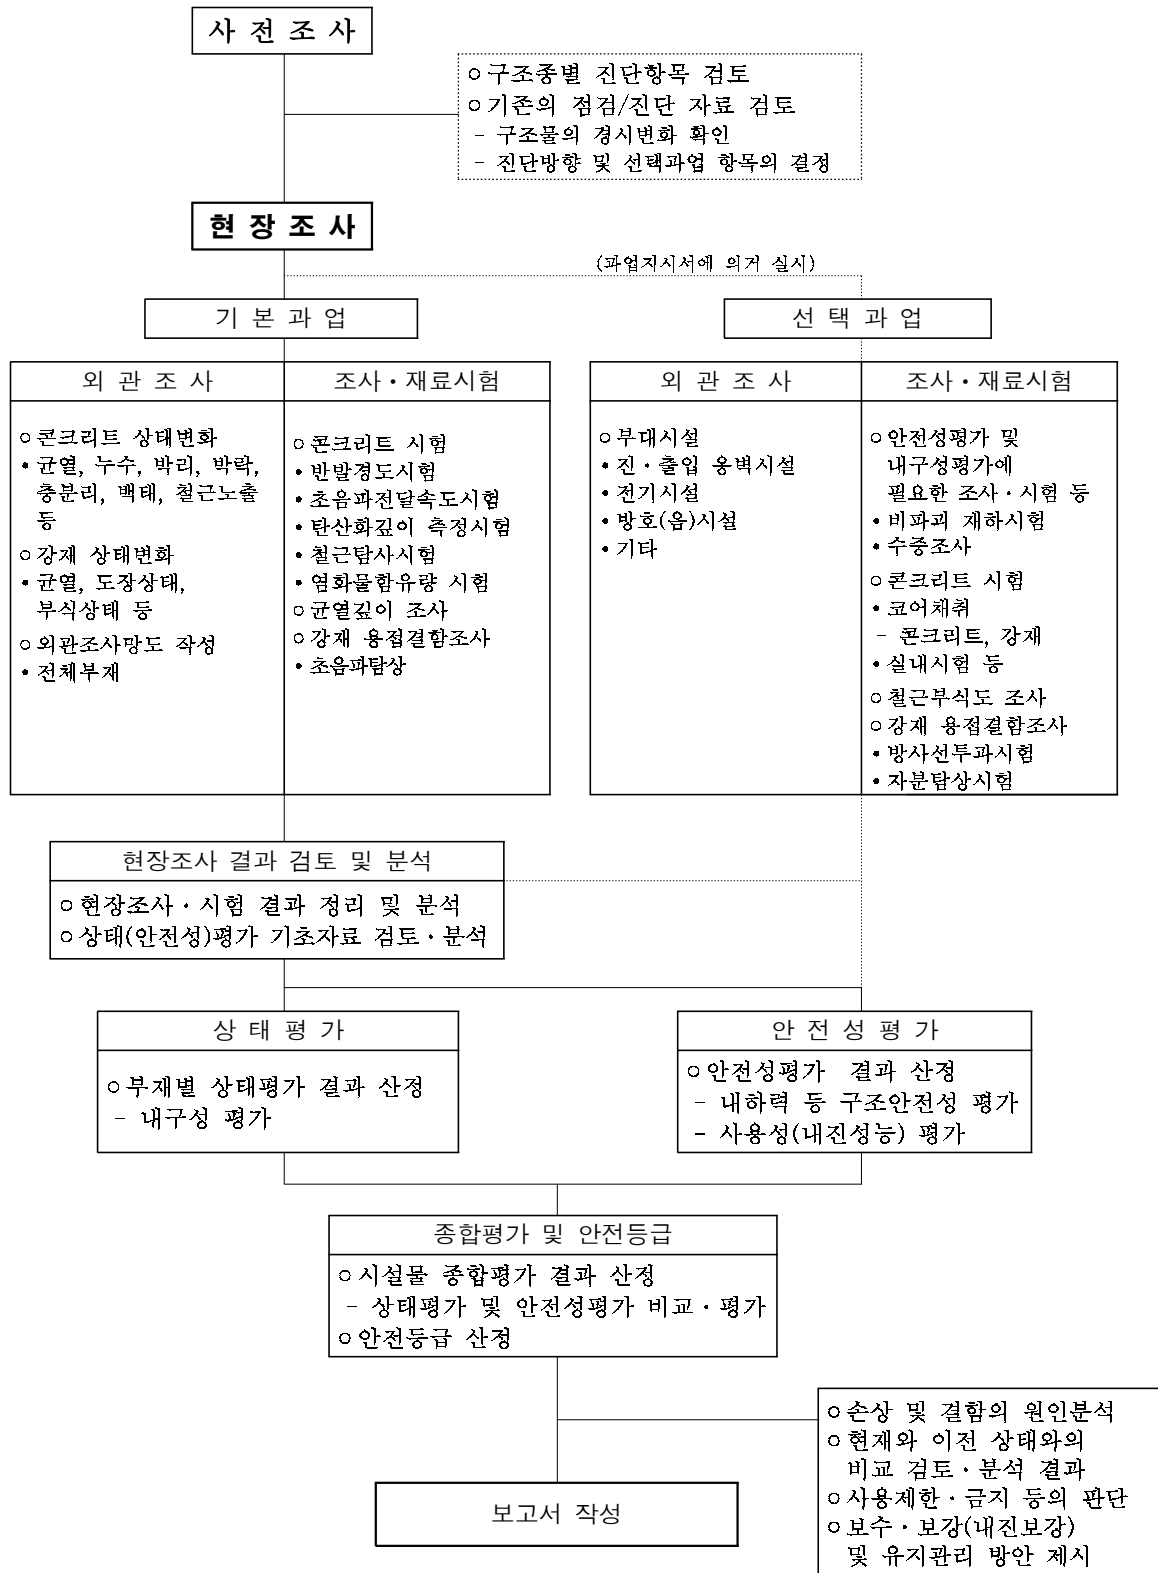 사 전 조 사
○ 구조종별 진단항목 검토
○ 기존의 점검/진단 자료 검토
- 구조물의 경시변화 확인
- 진단방향 및 선택과업 항목의 결정
현 장 조 사
(과업지시서에 의거 실시)
기 본 과 업
선 택 과 업
외 관 조 사
○ 콘크리트 상태변화
• 균열, 누수, 박리, 박락,
층분리, 백태, 철근노출
등
○ 강재 상태변화
• 균열, 도장상태,
부식상태 등
○ 외관조사망도 작성
• 전체부재
조사・재료시험
○ 콘크리트 시험
• 반발경도시험
• 초음파전달속도시험
• 탄산화깊이 측정시험
• 철근탐사시험
• 염화물함유량 시험
○ 균열깊이 조사
○ 강재 용접결함조사
• 초음파탐상
외 관 조 사
○ 부대시설
• 진・출입 옹벽시설
• 전기시설
• 방호(음)시설
• 기타
조사・재료시험
○ 안전성평가 및
내구성평가에
필요한 조사・시험 등
• 비파괴 재하시험
• 수중조사
○ 콘크리트 시험
• 코어채취
- 콘크리트, 강재
• 실내시험 등
○ 철근부식도 조사
○ 강재 용접결함조사
• 방사선투과시험
• 자분탐상시험
현장조사 결과 검토 및 분석
○ 현장조사・시험 결과 정리 및 분석
○ 상태(안전성)평가 기초자료 검토・분석
상 태 평 가
○ 부재별 상태평가 결과 산정
- 내구성 평가
안 전 성 평 가
○ 안전성평가 결과 산정
- 내하력 등 구조안전성 평가
- 사용성(내진성능) 평가
종합평가 및 안전등급
○ 시설물 종합평가 결과 산정
- 상태평가 및 안전성평가 비교・평가
○ 안전등급 산정
○ 손상 및 결함의 원인분석
○ 현재와 이전 상태와의
비교 검토・분석 결과
○ 사용제한・금지 등의 판단
○ 보수・보강(내진보강)
및 유지관리 방안 제시
보고서 작성